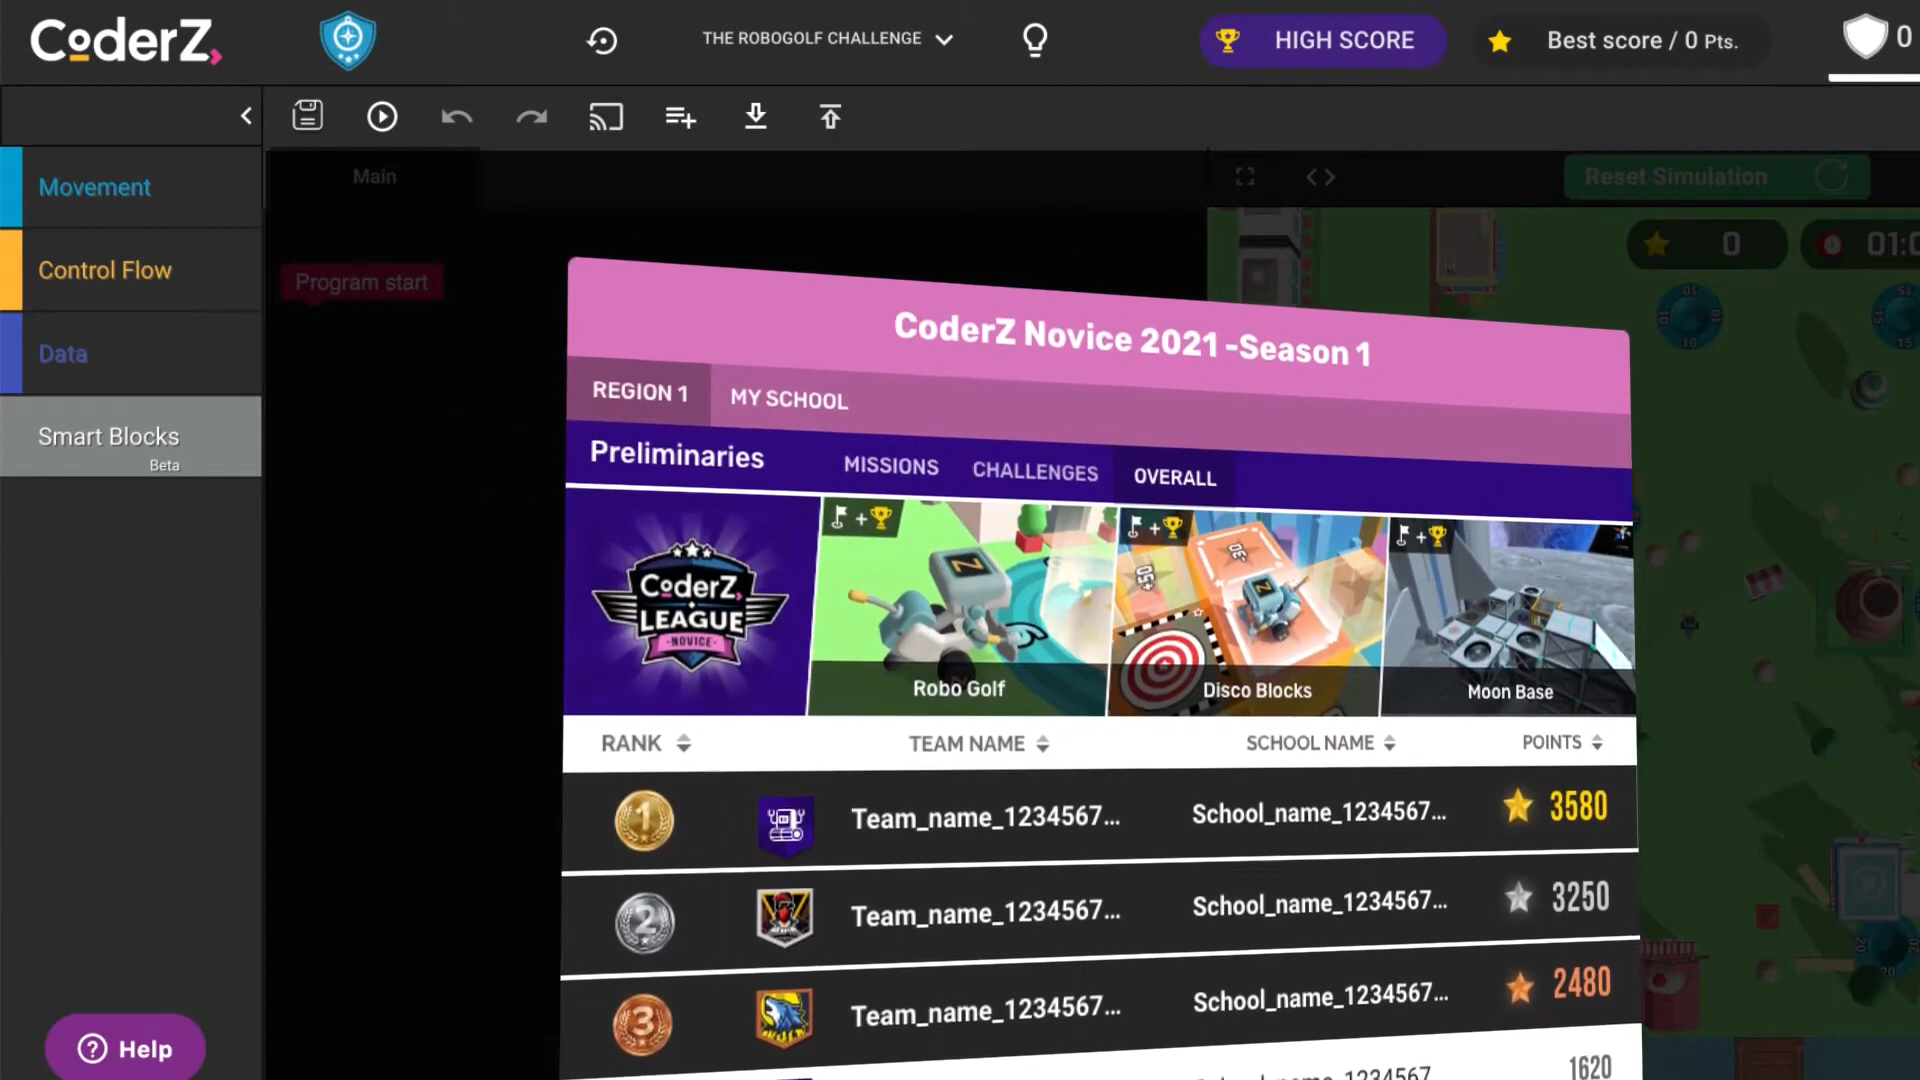 CoderZ
THE ROBOGOLF CHALLENGE
HIGH SCORE
Best score / 0 Pts.
0
Movement
Control Flow
Data
Smart Blocks
Beta
Help
Main
Program start
Reset Simulation
0
CoderZ Novice 2021 -Season 1
REGION 1
MY SCHOOL
Preliminaries
MISSIONS
CHALLENGES
OVERALL
CoderZ
LEAGUE
-NOVICE-
Robo Golf
Disco Blocks
Moon Base
RANK
TEAM NAME
SCHOOL NAME
POINTS
1
Team_name_1234567...
School_name_1234567...
3580
2
Team_name_1234567...
School_name_1234567...
3250
3
Team_name_1234567...
School_name_1234567...
2480
1620